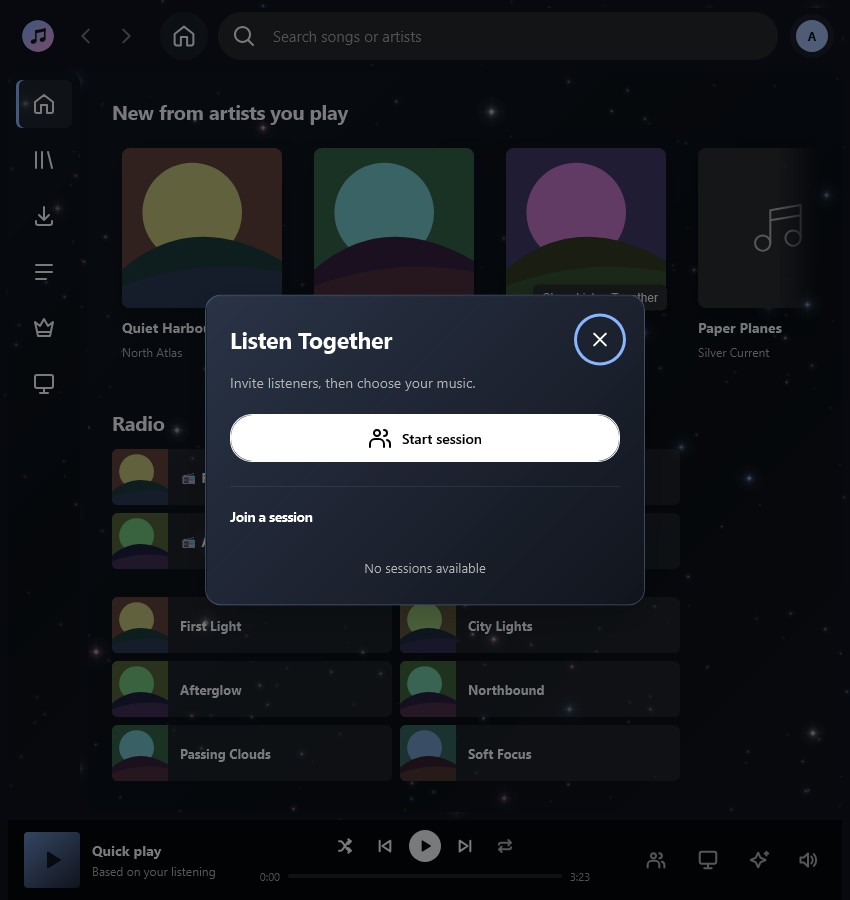 Search songs or artists
A
New from artists you play
Quiet
North Atlas
Paper Planes
Silver Current
Listen Together
Invite listeners, then choose your music.
Start session
Join a session
No sessions available
Radio
First Light
City Lights
Afterglow
Northbound
Passing Clouds
Soft Focus
Quick play
Based on your listening
0:00
3:23